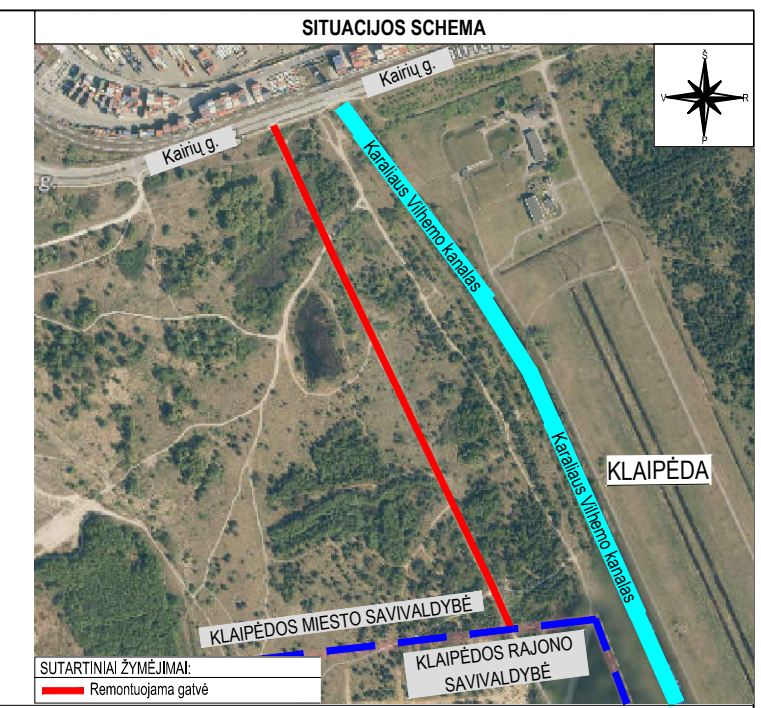 SITUACIJOS SCHEMA
Š
V
R
P
Kairių g.
Kairių g.
g.
Karaliaus Vilhemo kanalas
Karaliaus Vilhemo kanalas
KLAIPĖDA
KLAIPĖDOS MIESTO SAVIVALDYBĖ
KLAIPĖDOS RAJONO
SAVIVALDYBĖ
SUTARTINIAI ŽYMĖJIMAI:
Remontuojama gatvė